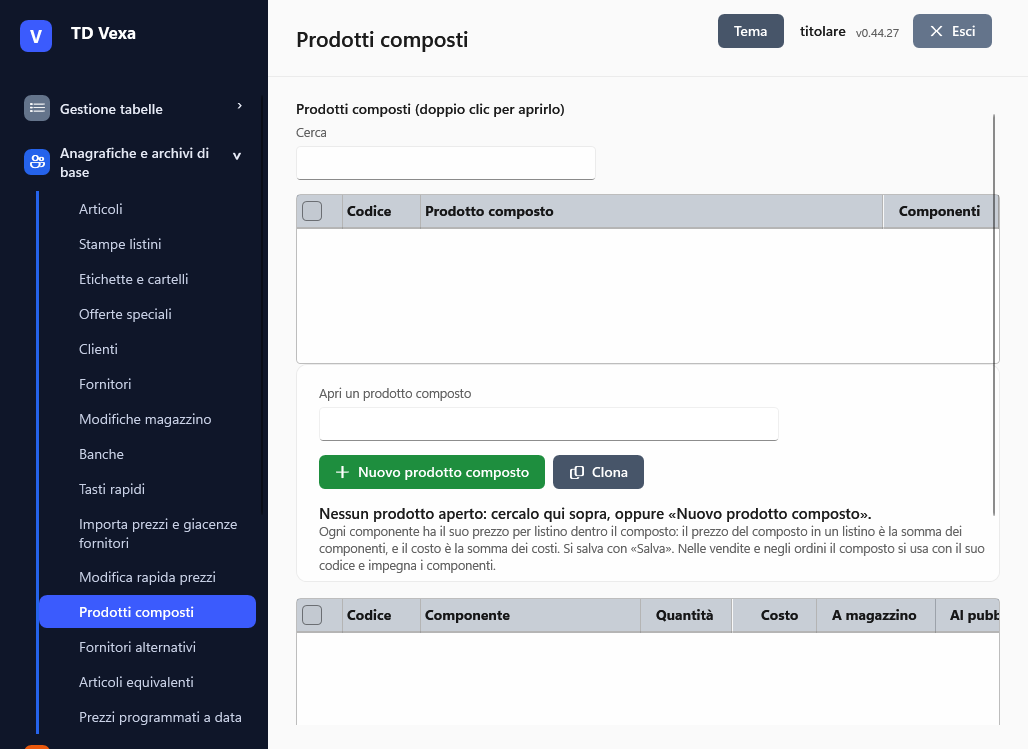 V
TD Vexa
Gestione tabelle
Anagrafiche e archivi di
base
Articoli
Stampe listini
Etichette e cartelli
Offerte speciali
Clienti
Fornitori
Modifiche magazzino
Banche
Tasti rapidi
Importa prezzi e giacenze
fornitori
Modifica rapida prezzi
Prodotti composti
Fornitori alternativi
Articoli equivalenti
Prezzi programmati a data
Prodotti composti
Tema
titolare
v0.44.27
Esci
Prodotti composti (doppio clic per aprirlo)
Cerca
Codice Prodotto composto Componenti
Apri un prodotto composto
Nuovo prodotto composto
Clona
Nessun prodotto aperto: cercalo qui sopra, oppure «Nuovo prodotto composto».
Ogni componente ha il suo prezzo per listino dentro il composto: il prezzo del composto in un listino è la somma dei
componenti, e il costo è la somma dei costi. Si salva con «Salva». Nelle vendite e negli ordini il composto si usa con il suo
codice e impegna i componenti.
Codice Componente Quantità Costo A magazzino Al pubb